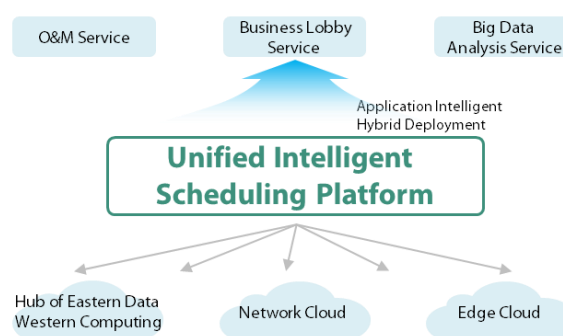 O&M Service
Business Lobby
Service
Big Data
Analysis Service
Application Intelligent
Hybrid Deployment
Unified Intelligent
Scheduling Platform
Hub of Eastern Data
Western Computing
Network Cloud
Edge Cloud